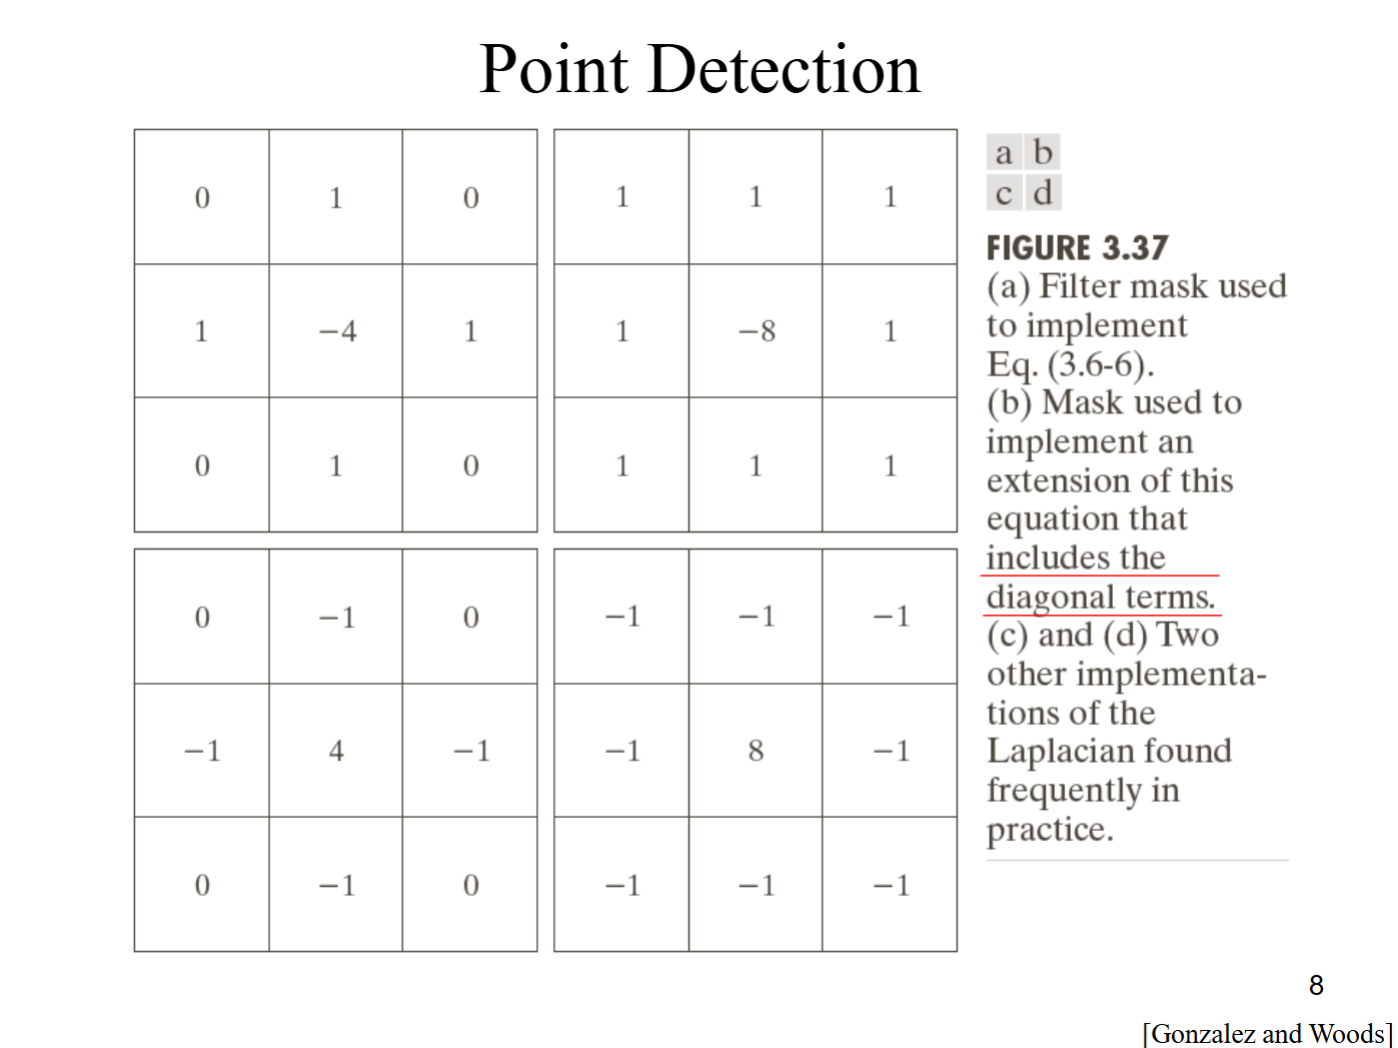 Point Detection
0 1 0
1 −4 1
0 1 0
1 1 1
1 −8 1
1 1 1
0 −1 0
−1 4 −1
0 −1 0
−1 −1 −1
−1 8 −1
−1 −1 −1
a b
c d
FIGURE 3.37
(a) Filter mask used
to implement
Eq. (3.6-6).
(b) Mask used to
implement an
extension of this
equation that
includes the
diagonal terms.
(c) and (d) Two
other implementa-
tions of the
Laplacian found
frequently in
practice.
8
[Gonzalez and Woods]